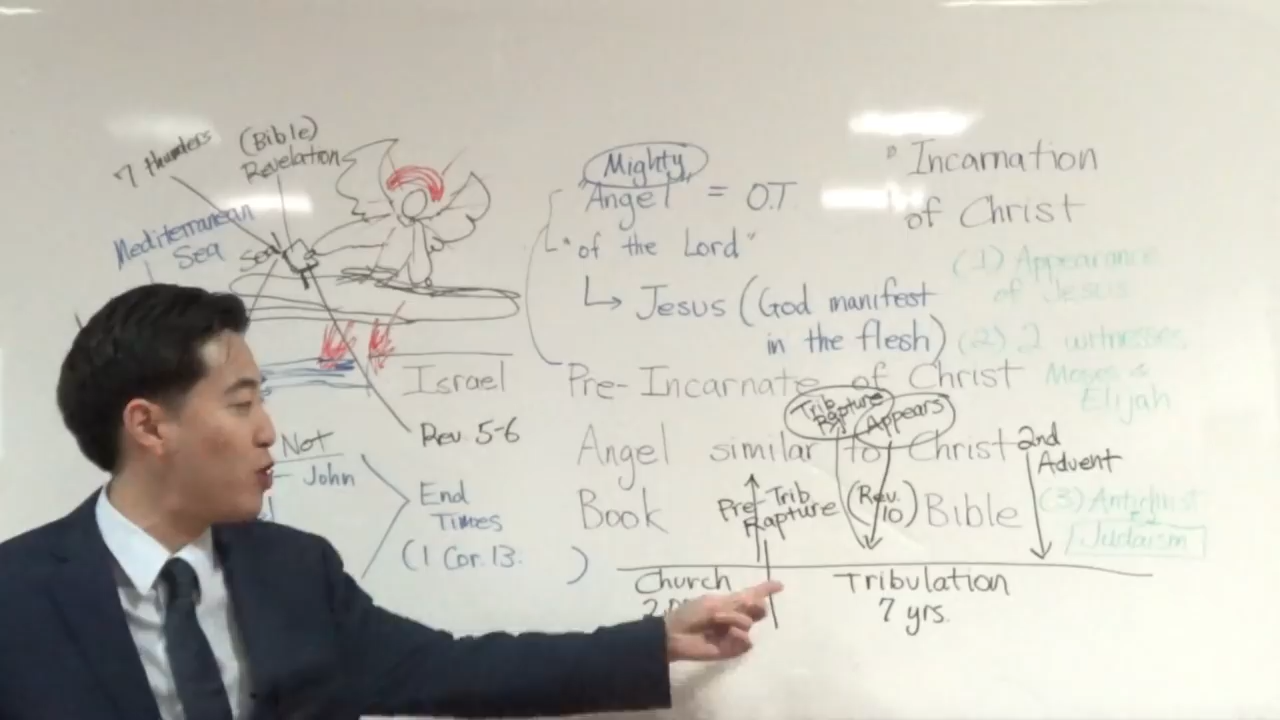 7 thunders
(Bible)
Revelation
Mediterranean
Sea
Sea
Israel
Rev. 5-6
Not
- John
End
Times
(1 Cor. 13: )
"Mighty"
Angel = O.T
"of the Lord"
↳ Jesus (God manifest
in the flesh)
Pre-Incarnate of Christ
Angel similar to Christ
Book Bible
Trib
Rapture
Appears
Pre-Trib
Rapture
(Rev.
10)
2nd
Advent
Church
Tribulation
7 yrs.
Incarnation
of Christ
(1) Appearance
of Jesus
(2) 2 witnesses
Moses &
Elijah
(3) Antichrist
Judaism